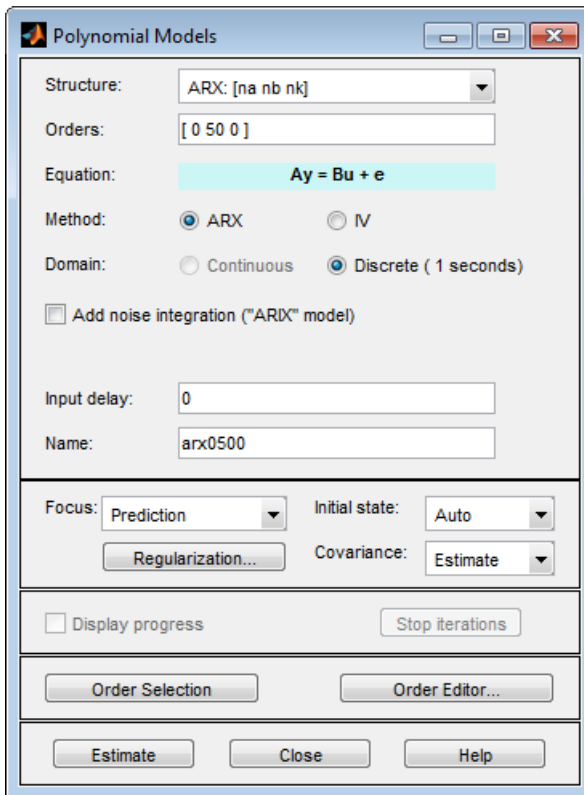 Polynomial Models
Structure: ARX: [na nb nk]
Orders: [ 0 50 0 ]
Equation: Ay = Bu + e
Method: ARX IV
Domain: Continuous Discrete ( 1 seconds)
Add noise integration ("ARIX" model)
Input delay: 0
Name: arx0500
Focus: Prediction Initial state: Auto
Regularization... Covariance: Estimate
Display progress Stop iterations
Order Selection Order Editor...
Estimate Close Help